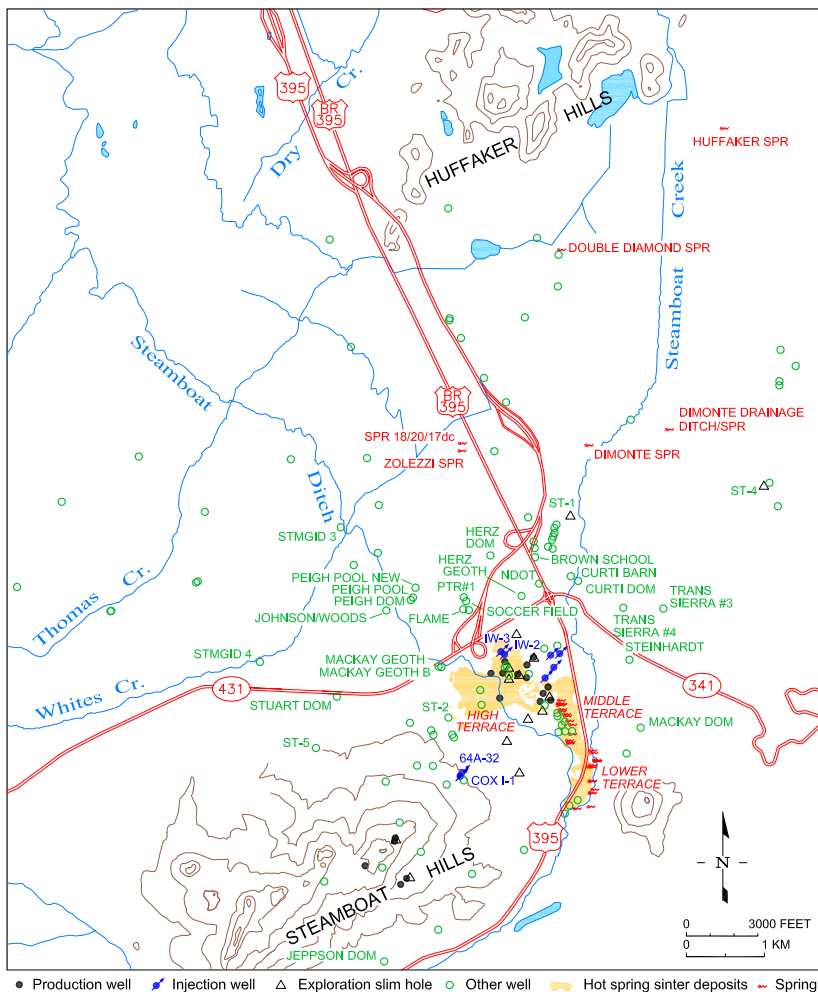 395
BR
395
Dry Cr.
HUFFAKER HILLS
HUFFAKER SPR
Steamboat Creek
DOUBLE DIAMOND SPR
Steamboat Ditch
BR
395
DIMONTE DRAINAGE
DITCH/SPR
SPR 18/20/17dc
ZOLEZZI SPR
DIMONTE SPR
ST-4
ST-1
STMGID 3
HERZ
DOM
BROWN SCHOOL
HERZ
GEOTH
NDOT
CURTI BARN
CURTI DOM
PEIGH POOL NEW
PEIGH POOL
PEIGH DOM
PTR#1
TRANS
SIERRA #3
Thomas Cr.
JOHNSON/WOODS
FLAME
SOCCER FIELD
TRANS
SIERRA #4
IW-3
IW-2
STEINHARDT
STMGID 4
MACKAY GEOTH
MACKAY GEOTH B
Whites Cr.
431
341
STUART DOM
ST-2
HIGH
TERRACE
MIDDLE
TERRACE
MACKAY DOM
ST-5
64A-32
COX I-1
LOWER
TERRACE
395
STEAMBOAT HILLS
N
3000 FEET
0
0
1 KM
JEPPSON DOM
Production well
Injection well
Exploration slim hole
Other well
Hot spring sinter deposits
Spring